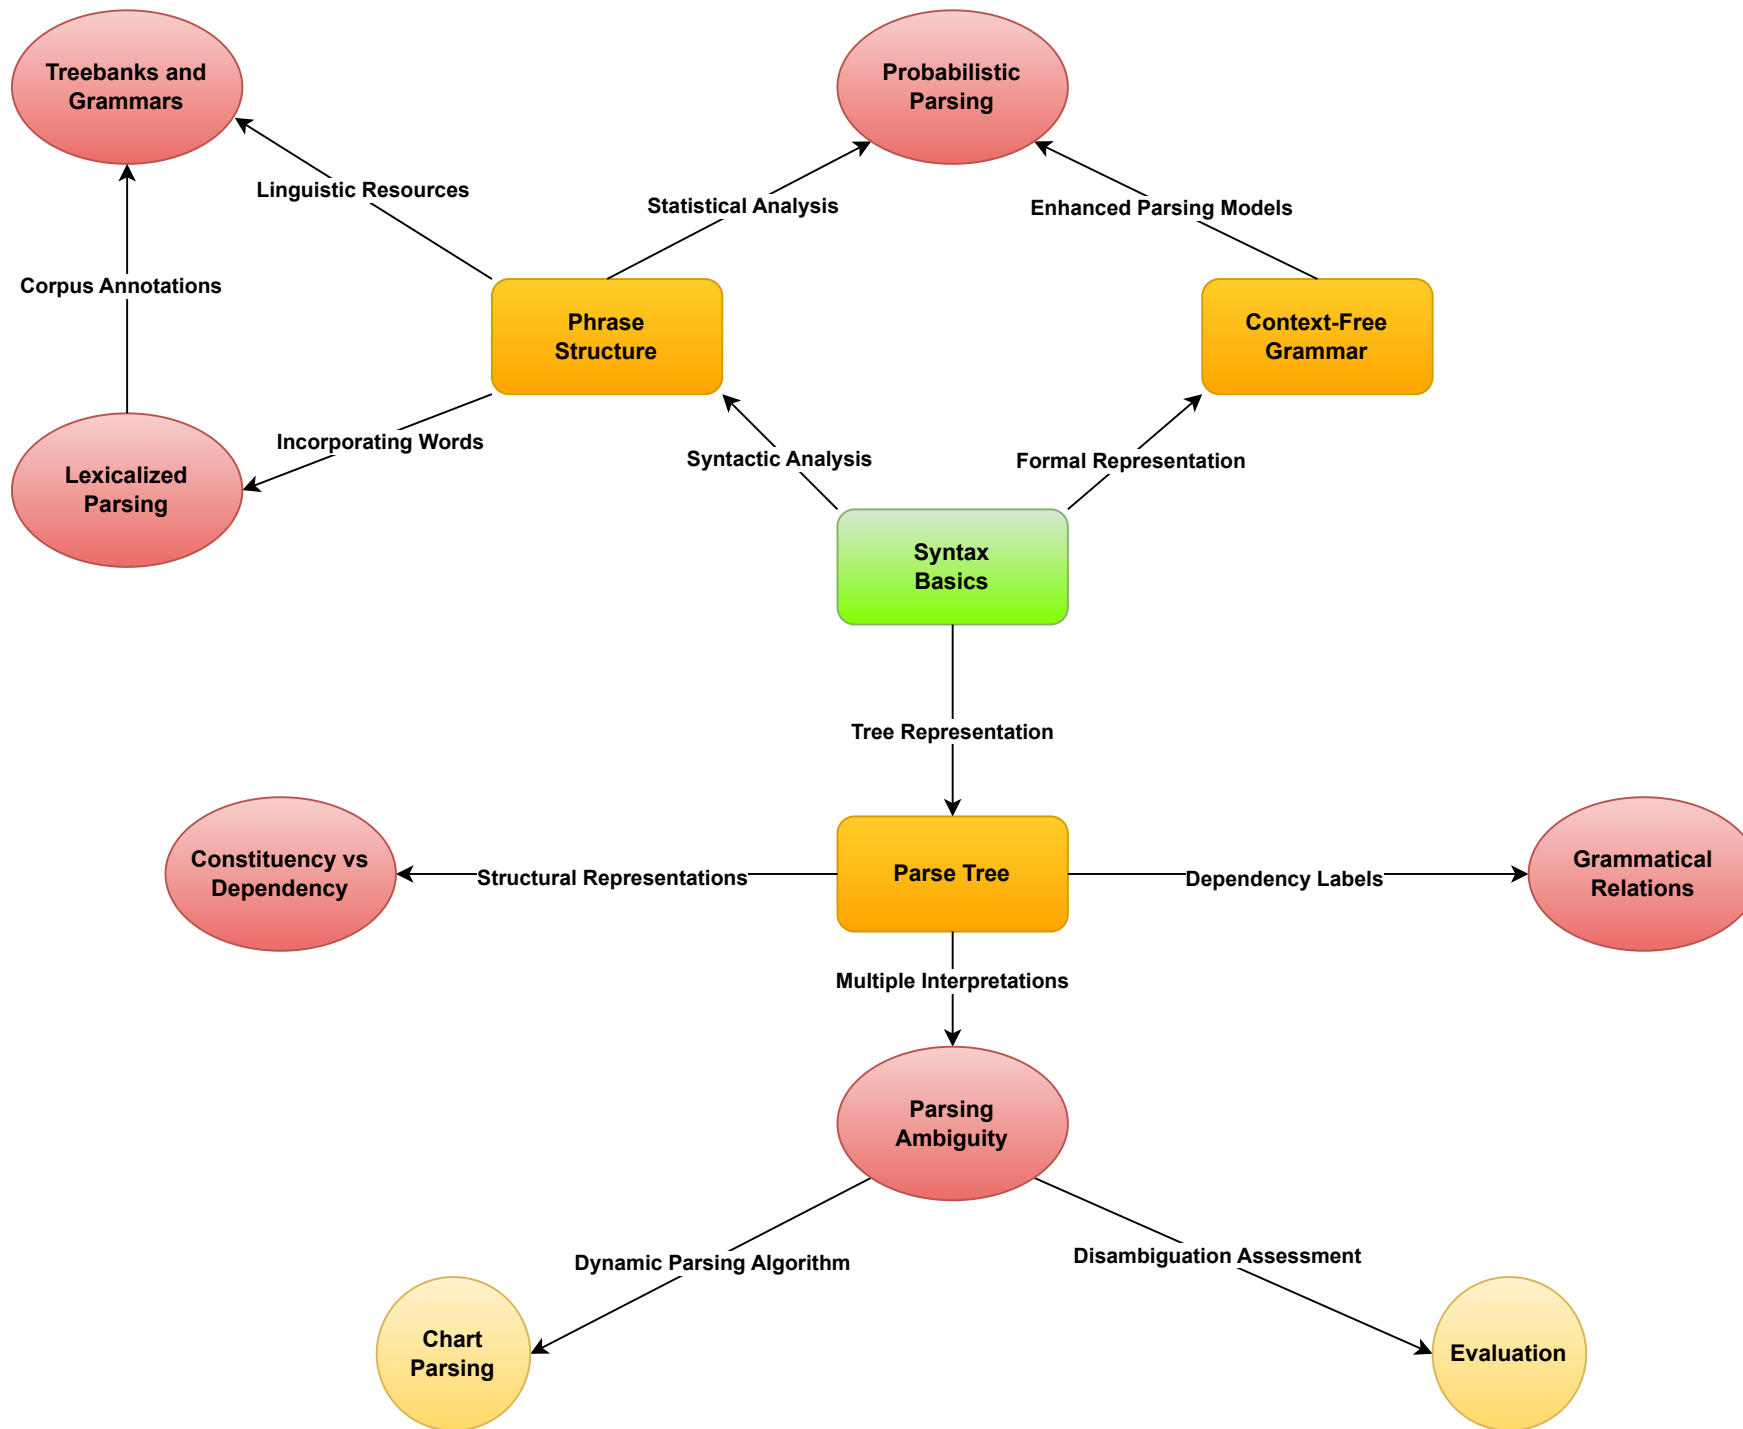 Treebanks and
Grammars
Probabilistic
Parsing
Linguistic Resources
Statistical Analysis
Enhanced Parsing Models
Corpus Annotations
Phrase
Structure
Context-Free
Grammar
Incorporating Words
Syntactic Analysis
Formal Representation
Lexicalized
Parsing
Syntax
Basics
Tree Representation
Constituency vs
Dependency
Structural Representations
Parse Tree
Dependency Labels
Grammatical
Relations
Multiple Interpretations
Parsing
Ambiguity
Dynamic Parsing Algorithm
Disambiguation Assessment
Chart
Parsing
Evaluation